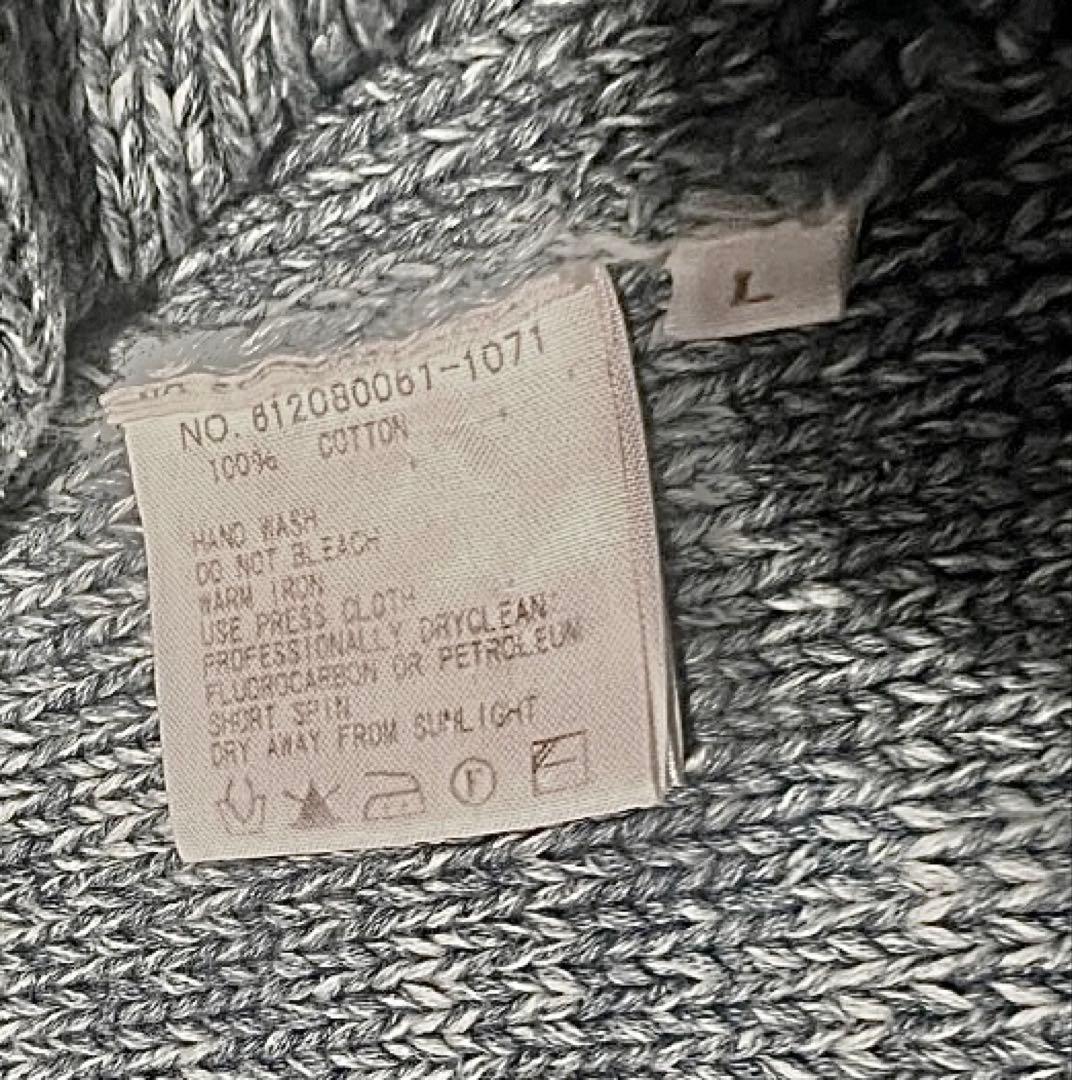 NO. 612080061-1071
100% COTTON
HAND WASH
DO NOT BLEACH
WARM IRON
USE PRESS CLOTH
PROFESSIONALLY DRYCLEAN
FLUOROCARBON OR PETROLEUM
SHORT SPIN
DRY AWAY FROM SUNLIGHT
F
L